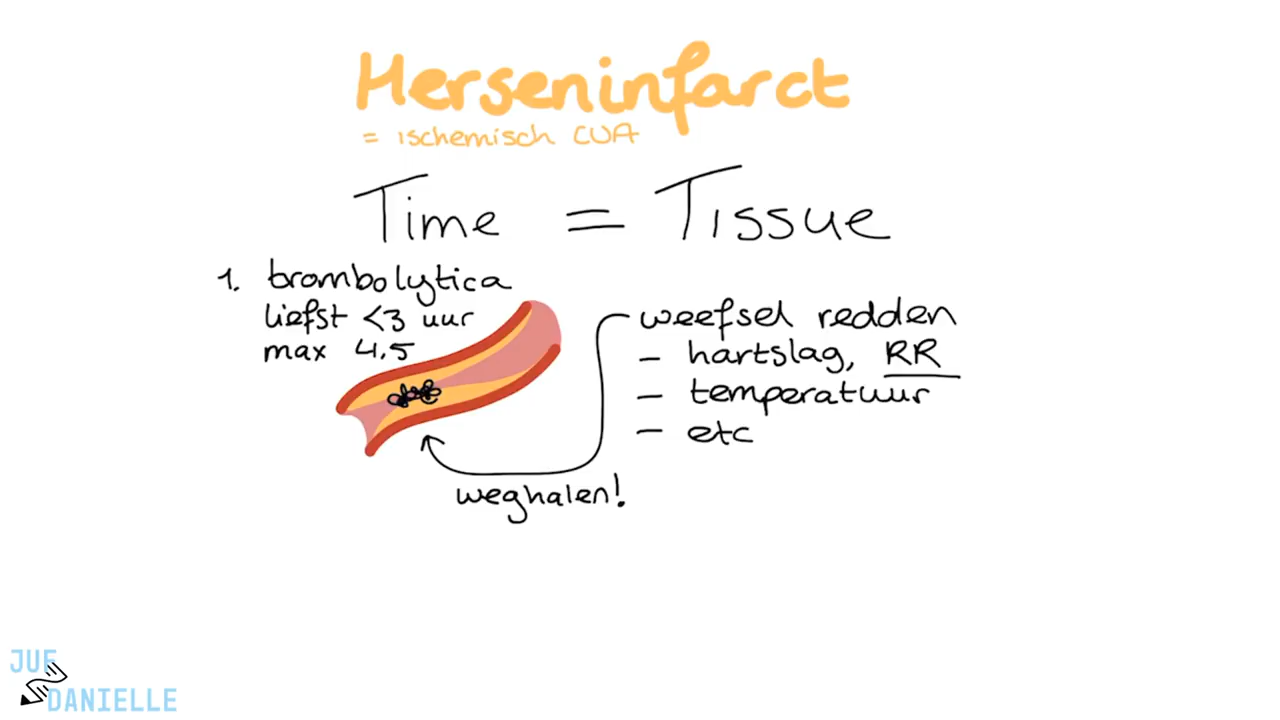 Herseninfarct
= ischemisch CVA
Time = Tissue
1. trombolytica
liefst <3 uur
max 4.5
weefsel redden
- hartslag, RR
- temperatuur
- etc
weghalen!
JUF
DANIELLE